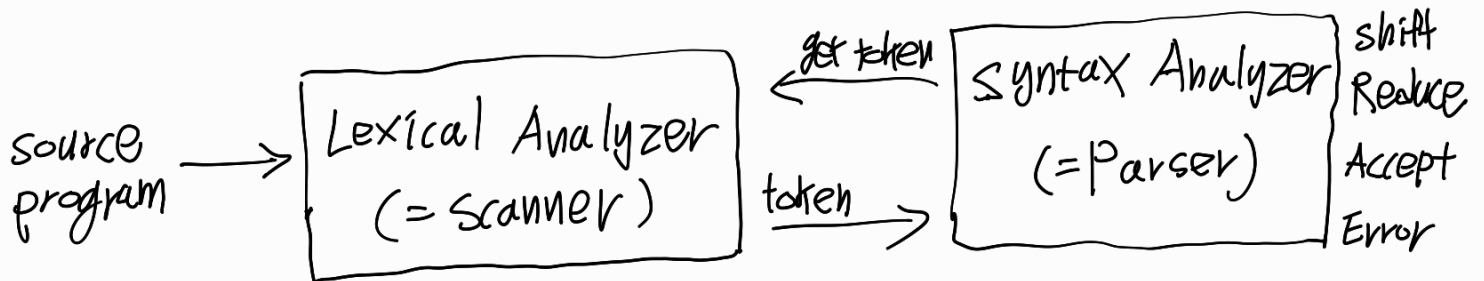 source
program
Lexical Analyzer
(= Scanner)
get token
token
Syntax Analyzer
(=Parser)
shift
Reduce
Accept
Error